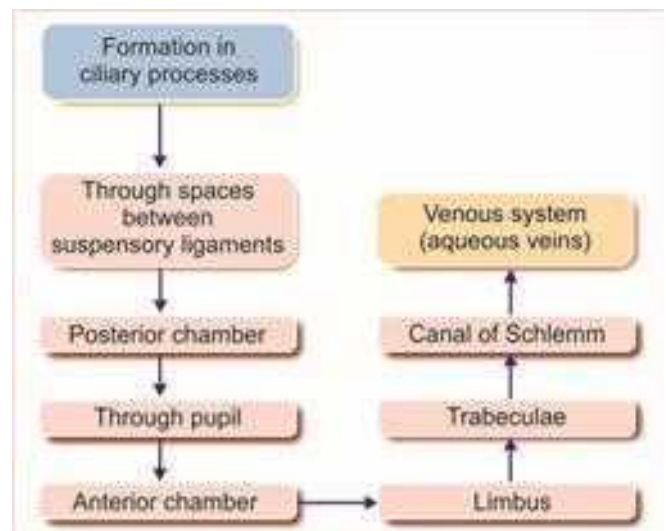 Formation in
ciliary processes
Through spaces
between
suspensory ligaments
Posterior chamber
Through pupil
Anterior chamber
Limbus
Trabeculae
Canal of Schlemm
Venous system
(aqueous veins)